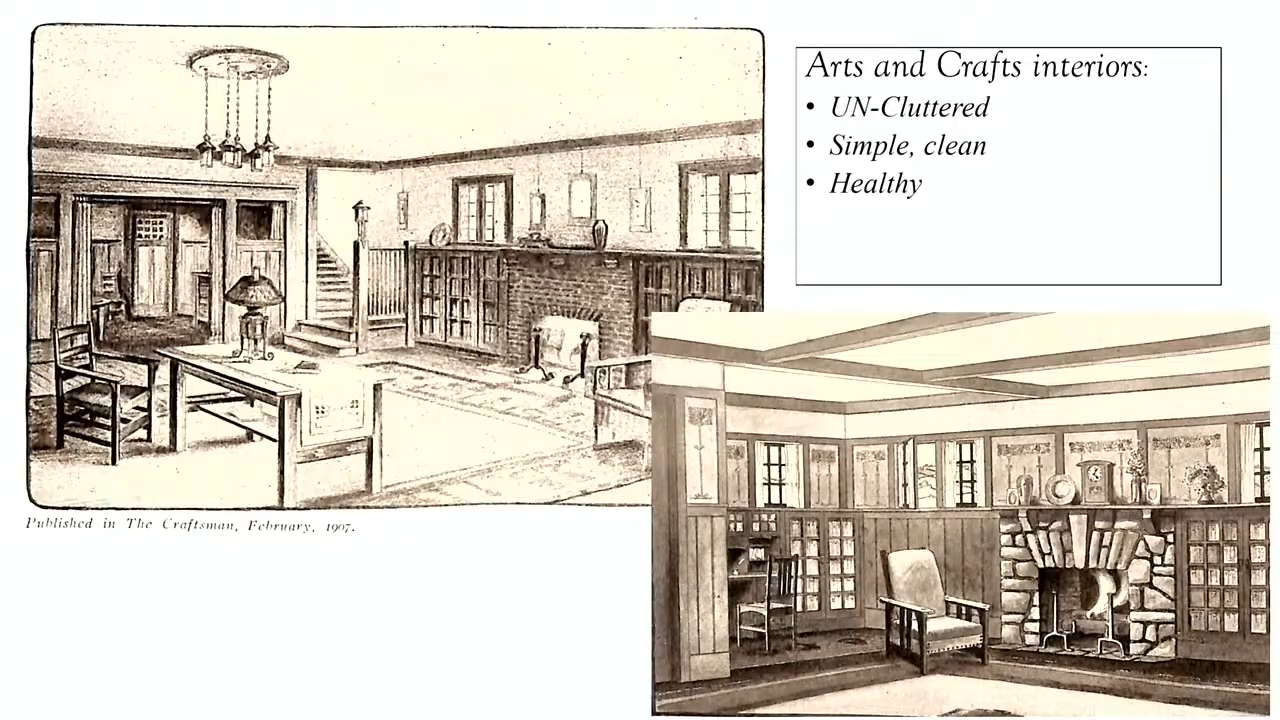 Arts and Crafts interiors:
• UN-Cluttered
• Simple, clean
• Healthy
Published in The Craftsman, February, 1907.